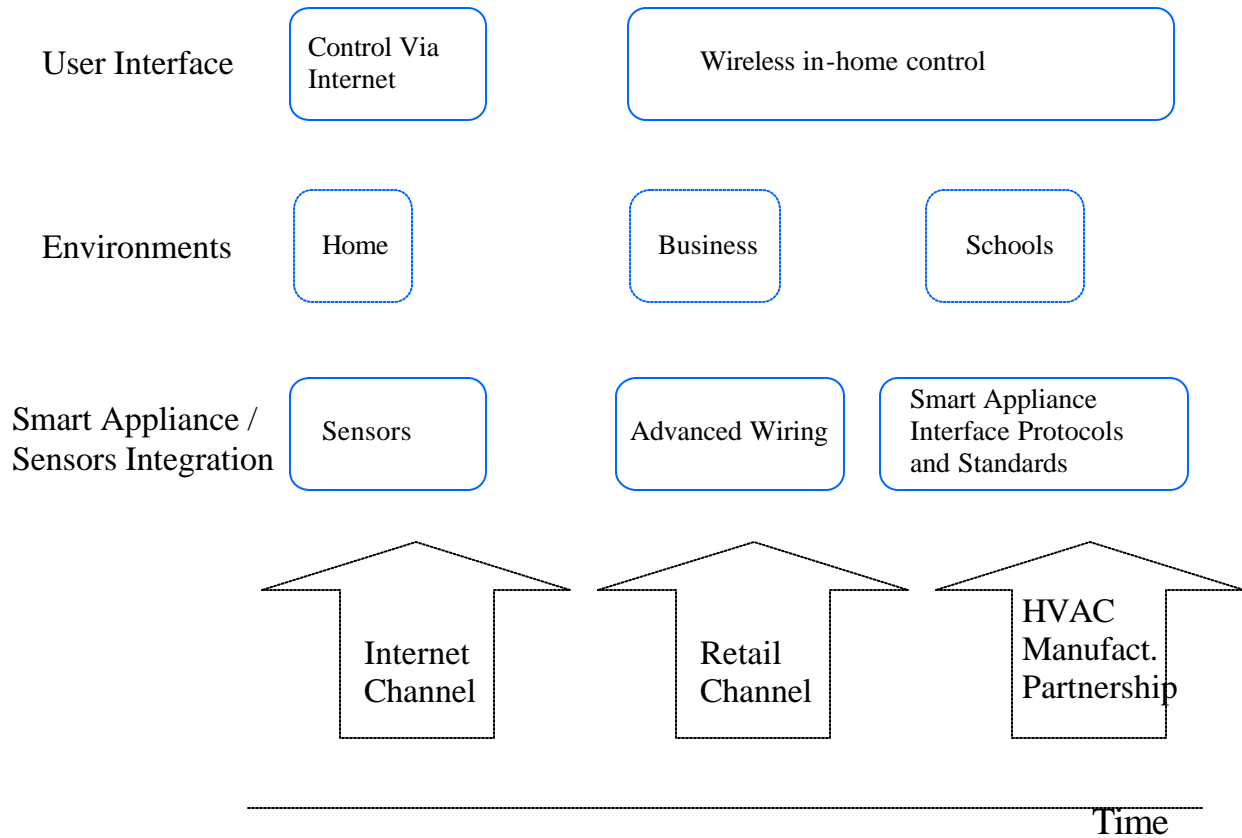 User Interface
Control Via
Internet
Wireless in-home control
Environments
Home
Business
Schools
Smart Appliance /
Sensors Integration
Sensors
Advanced Wiring
Smart Appliance
Interface Protocols
and Standards
Internet
Channel
Retail
Channel
HVAC
Manufact.
Partnership
Time